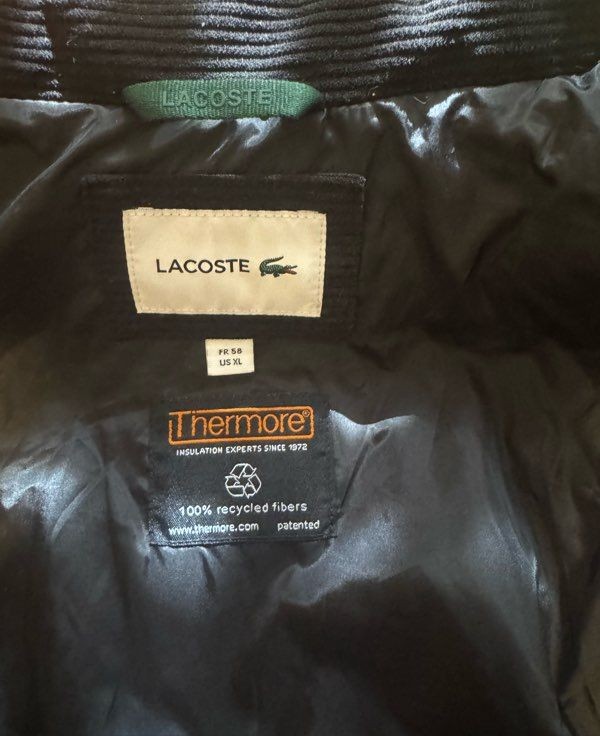 LACOSTE
LACOSTE
FR 58
US XL
Thermore®
INSULATION EXPERTS SINCE 1972
100% recycled fibers
www.thermore.com patented